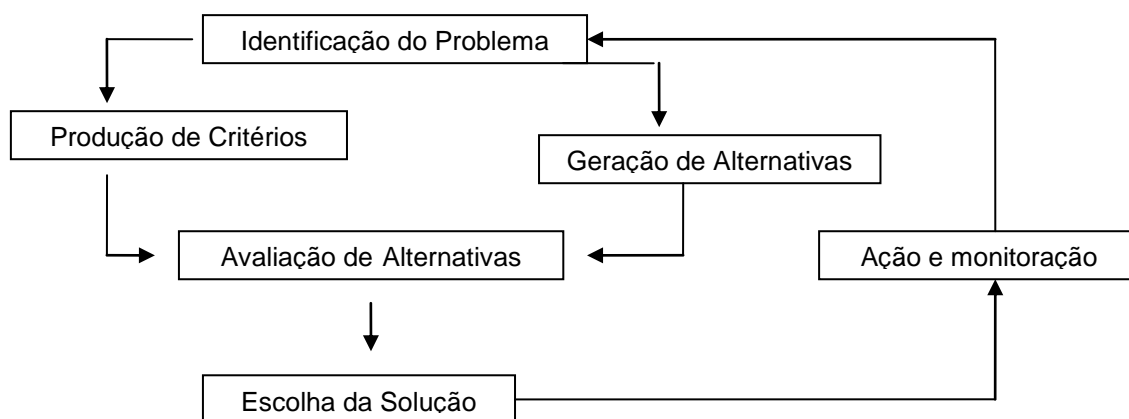 Identificação do Problema
Produção de Critérios
Geração de Alternativas
Avaliação de Alternativas
Ação e monitoração
Escolha da Solução